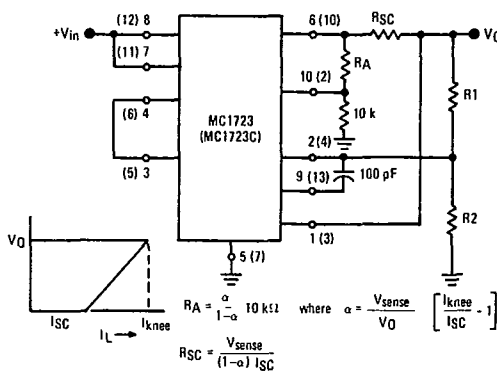 (12) 8
+Vin
(11) 7
(6) 4
(5) 3
MC1723
(MC1723C)
6 (10)
RSC
VO
RA
10 (2)
10 k
R1
2 (4)
9 (13)
100 pF
R2
1 (3)
5 (7)
VO
ISC
IL →
Iknee
RA = α / 1-α 10 kΩ where α = Vsense / VO [ Iknee / ISC - 1 ]
RSC = Vsense / (1-α) ISC